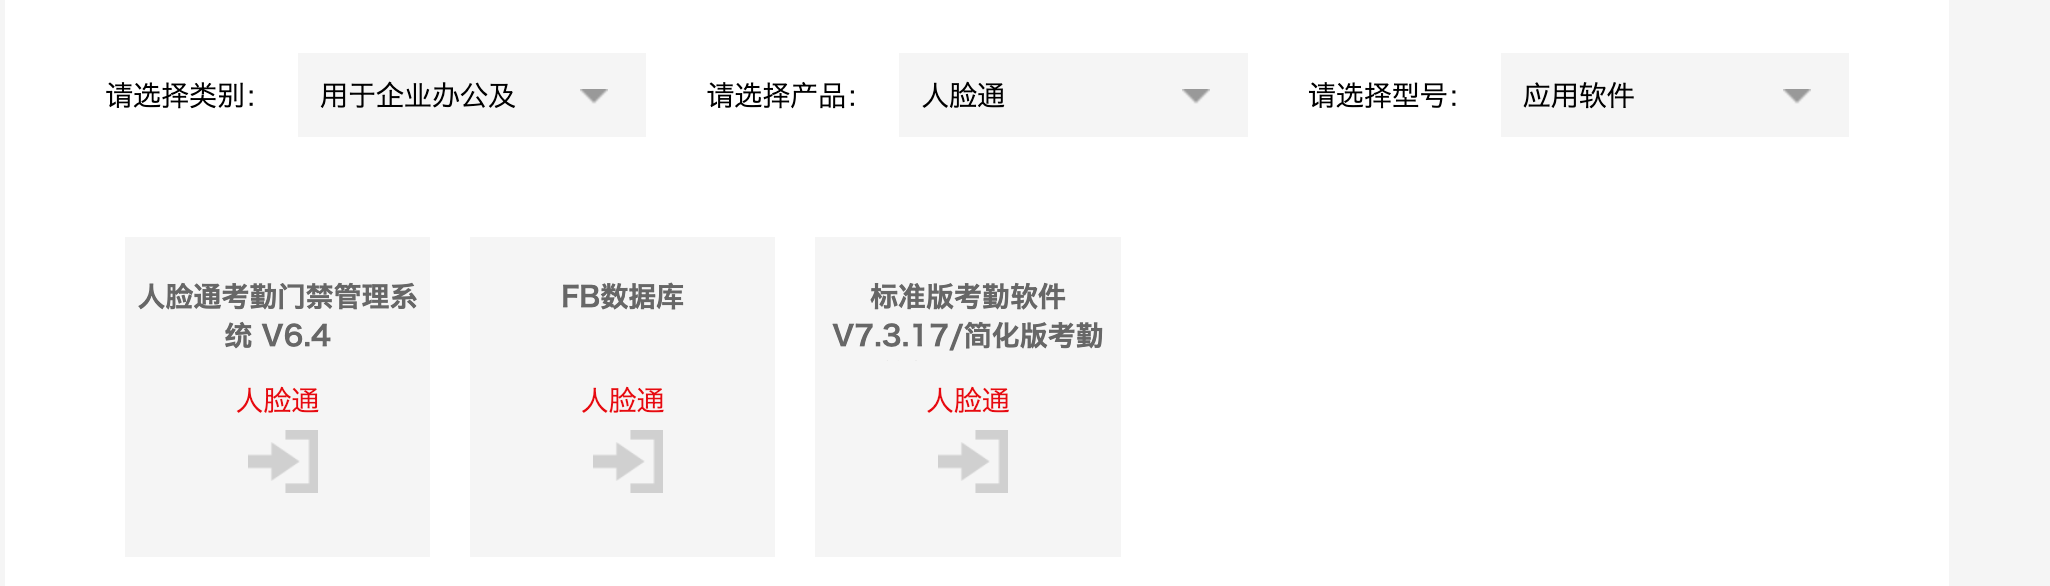 请选择类别：
用于企业办公及
请选择产品：
人脸通
请选择型号：
应用软件
人脸通考勤门禁管理系
统 V6.4
人脸通
FB数据库
人脸通
标准版考勤软件
V7.3.17/简化版考勤
人脸通